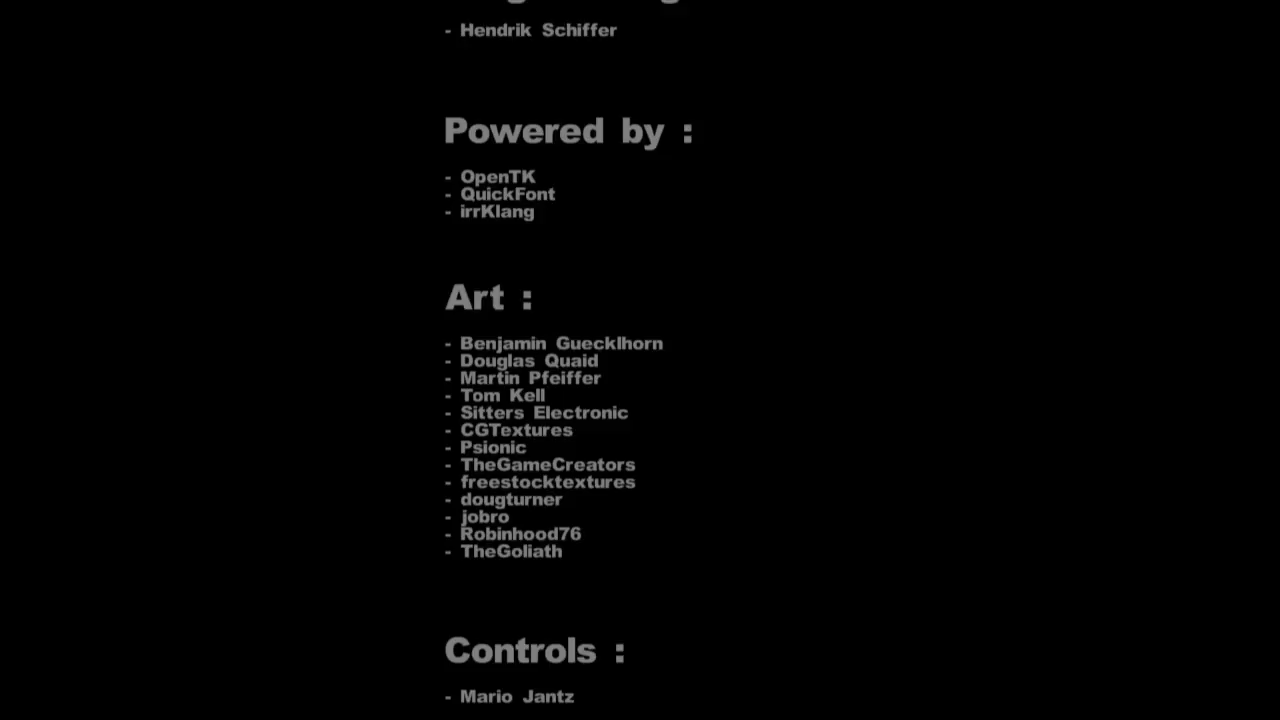 - Hendrik Schiffer
Powered by :
- OpenTK
- QuickFont
- irrKlang
Art :
- Benjamin Guecklhorn
- Douglas Quaid
- Martin Pfeiffer
- Tom Kell
- Sitters Electronic
- CGTextures
- Psionic
- TheGameCreators
- freestocktextures
- dougturner
- jobro
- Robinhood76
- TheGoliath
Controls :
- Mario Jantz